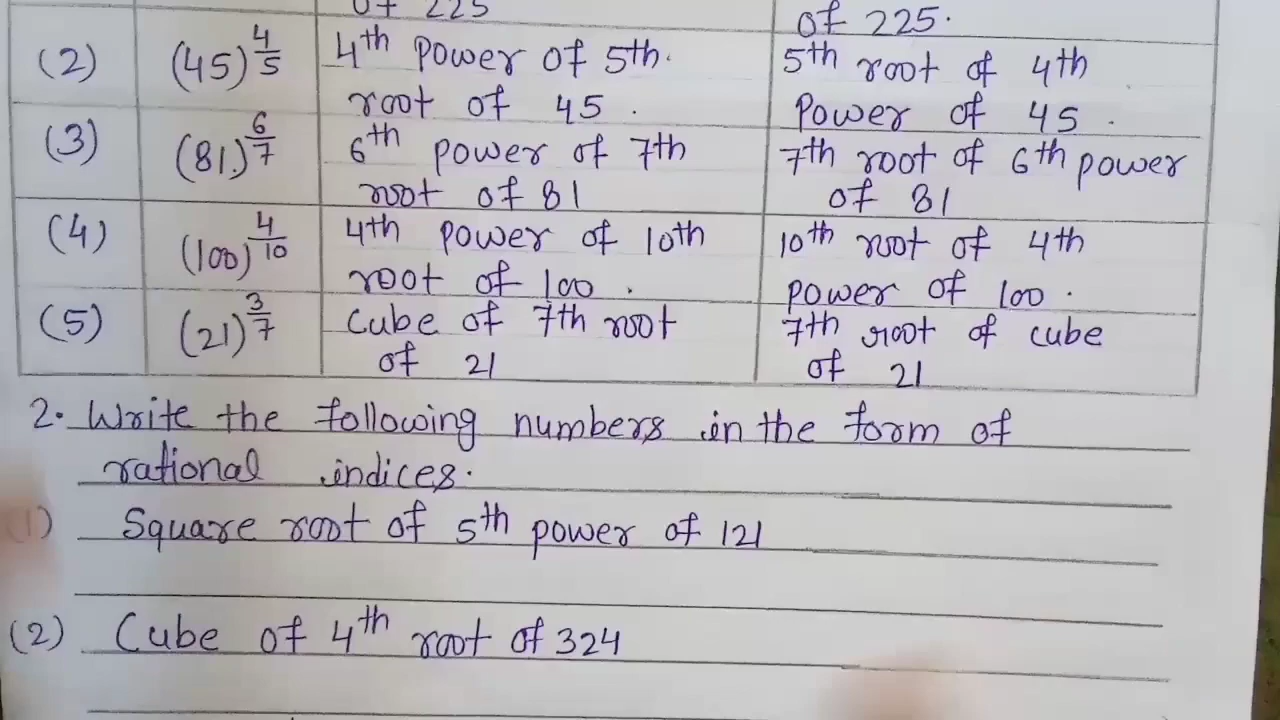 of 225
of 225.
(2) (45)^4/5 4th power of 5th. 5th root of 4th
root of 45. Power of 45.
(3) (81)^6/7 6th power of 7th 7th root of 6th power
root of 81 of 81
(4) (100)^4/10 4th power of 10th 10th root of 4th
root of 100. power of 100.
(5) (21)^3/7 Cube of 7th root 7th root of cube
of 21 of 21
2. Write the following numbers in the form of
rational indices.
(1) Square root of 5th power of 121
(2) Cube of 4th root of 324